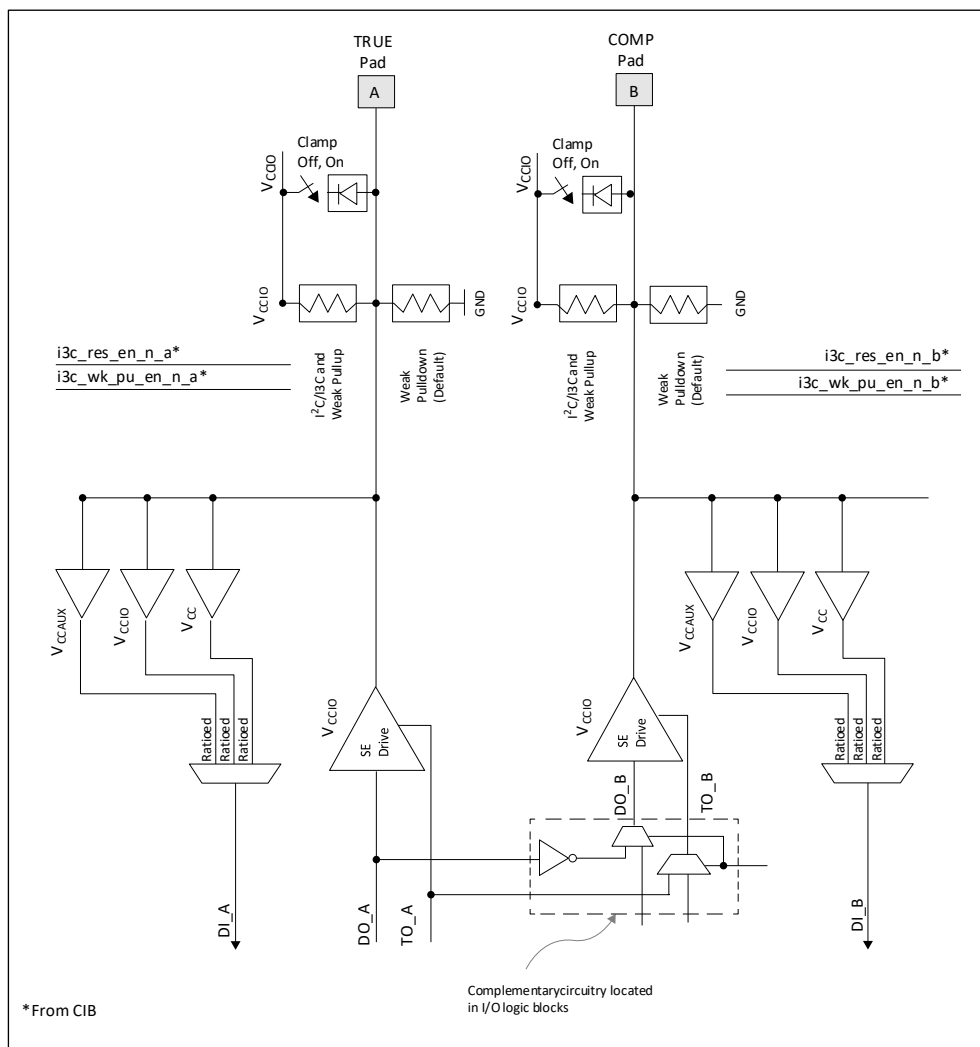 TRUE
Pad
A
COMP
Pad
B
Clamp
Off, On
VCCIO
Clamp
Off, On
VCCIO
VCCIO
GND
VCCIO
GND
i3c_res_en_n_a*
i3c_wk_pu_en_n_a*
I²C/I3C and
Weak Pullup
Weak
Pulldown
(Default)
I²C/I3C and
Weak Pullup
Weak
Pulldown
(Default)
i3c_res_en_n_b*
i3c_wk_pu_en_n_b*
VCCAUX
VCCIO
VCC
VCCAUX
VCCIO
VCC
VCCIO
SE
Drive
VCCIO
SE
Drive
Ratioed
Ratioed
Ratioed
DO_B
TO_B
Ratioed
Ratioed
Ratioed
DI_A
DO_A
TO_A
DI_B
Complementarycircuitry located
in I/O logic blocks
*From CIB